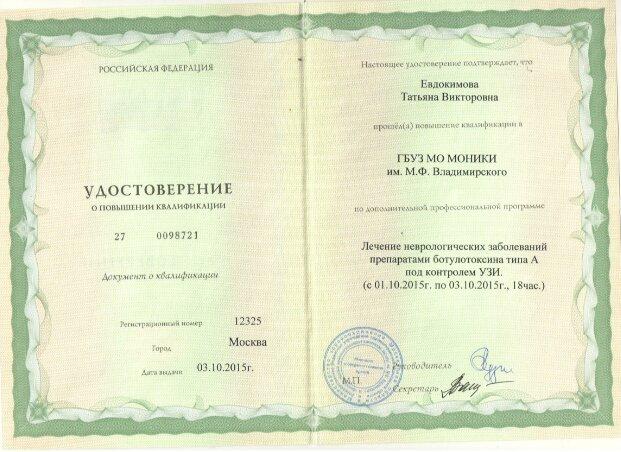 РОССИЙСКАЯ ФЕДЕРАЦИЯ
УДОСТОВЕРЕНИЕ
О ПОВЫШЕНИИ КВАЛИФИКАЦИИ
27 0098721
Документ о квалификации
Регистрационный номер 12325
Город Москва
Дата выдачи 03.10.2015г.
Настоящее удостоверение подтверждает, что
Евдокимова
Татьяна Викторовна
прошёл(а) повышение квалификации в
ГБУЗ МО МОНИКИ
им. М.Ф. Владимирского
по дополнительной профессиональной программе
Лечение неврологических заболеваний
препаратами ботулотоксина типа А
под контролем УЗИ.
(с 01.10.2015г. по 03.10.2015г., 18час.)
Руководитель
М.П.
Секретарь